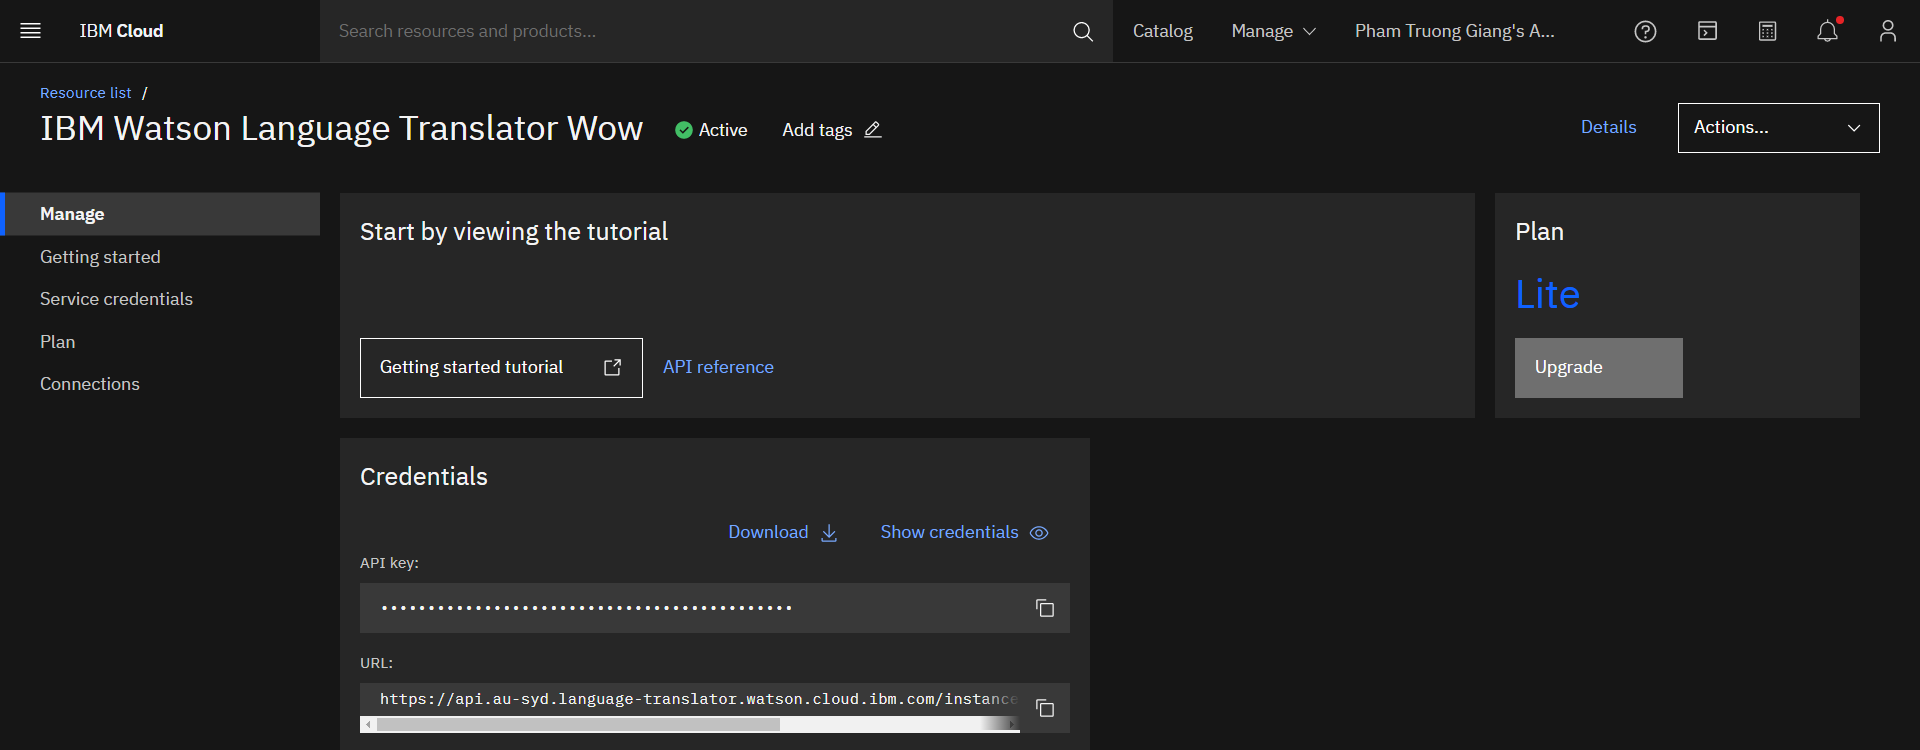 IBM Cloud
Search resources and products...
Catalog
Manage
Pham Truong Giang's A...
Resource list /
IBM Watson Language Translator Wow
Active
Add tags
Details
Actions...
Manage
Getting started
Service credentials
Plan
Connections
Start by viewing the tutorial
Getting started tutorial
API reference
Plan
Lite
Upgrade
Credentials
Download
Show credentials
API key:
••••••••••••••••••••••••••••••••••••••••••••
URL:
https://api.au-syd.language-translator.watson.cloud.ibm.com/instance